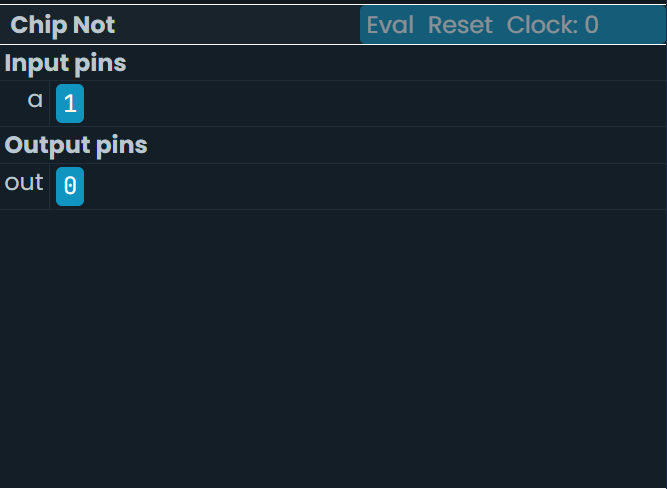 Chip Not Eval Reset Clock: 0
Input pins
a 1
Output pins
out 0